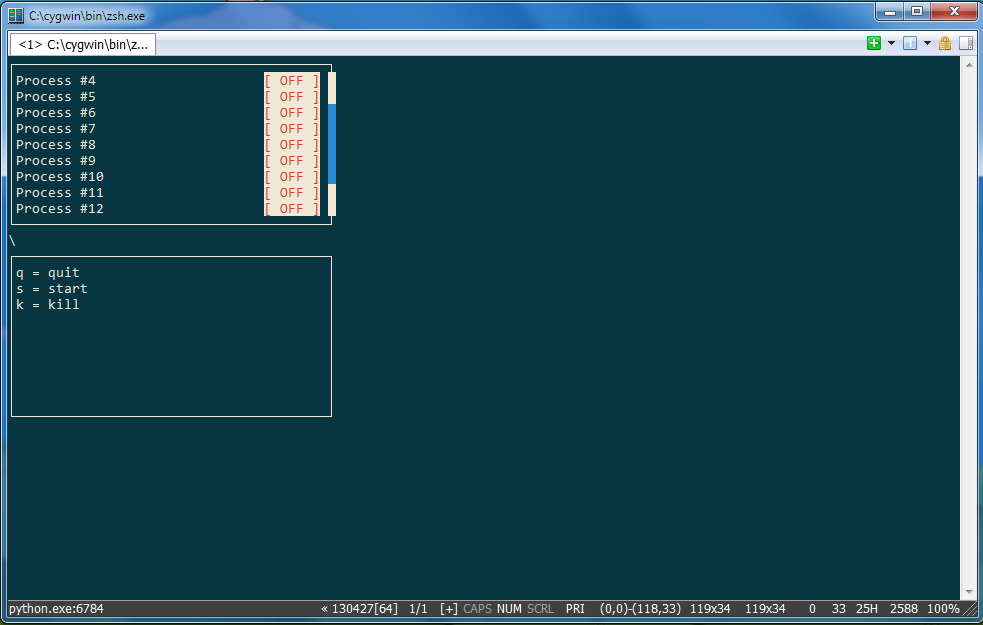 C:\cygwin\bin\zsh.exe
<1> C:\cygwin\bin\z...
Process #4 [ OFF ]
Process #5 [ OFF ]
Process #6 [ OFF ]
Process #7 [ OFF ]
Process #8 [ OFF ]
Process #9 [ OFF ]
Process #10 [ OFF ]
Process #11 [ OFF ]
Process #12 [ OFF ]
\
q = quit
s = start
k = kill
python.exe:6784 « 130427[64] 1/1 [+] CAPS NUM SCRL PRI (0,0)-(118,33) 119x34 119x34 0 33 25H 2588 100%